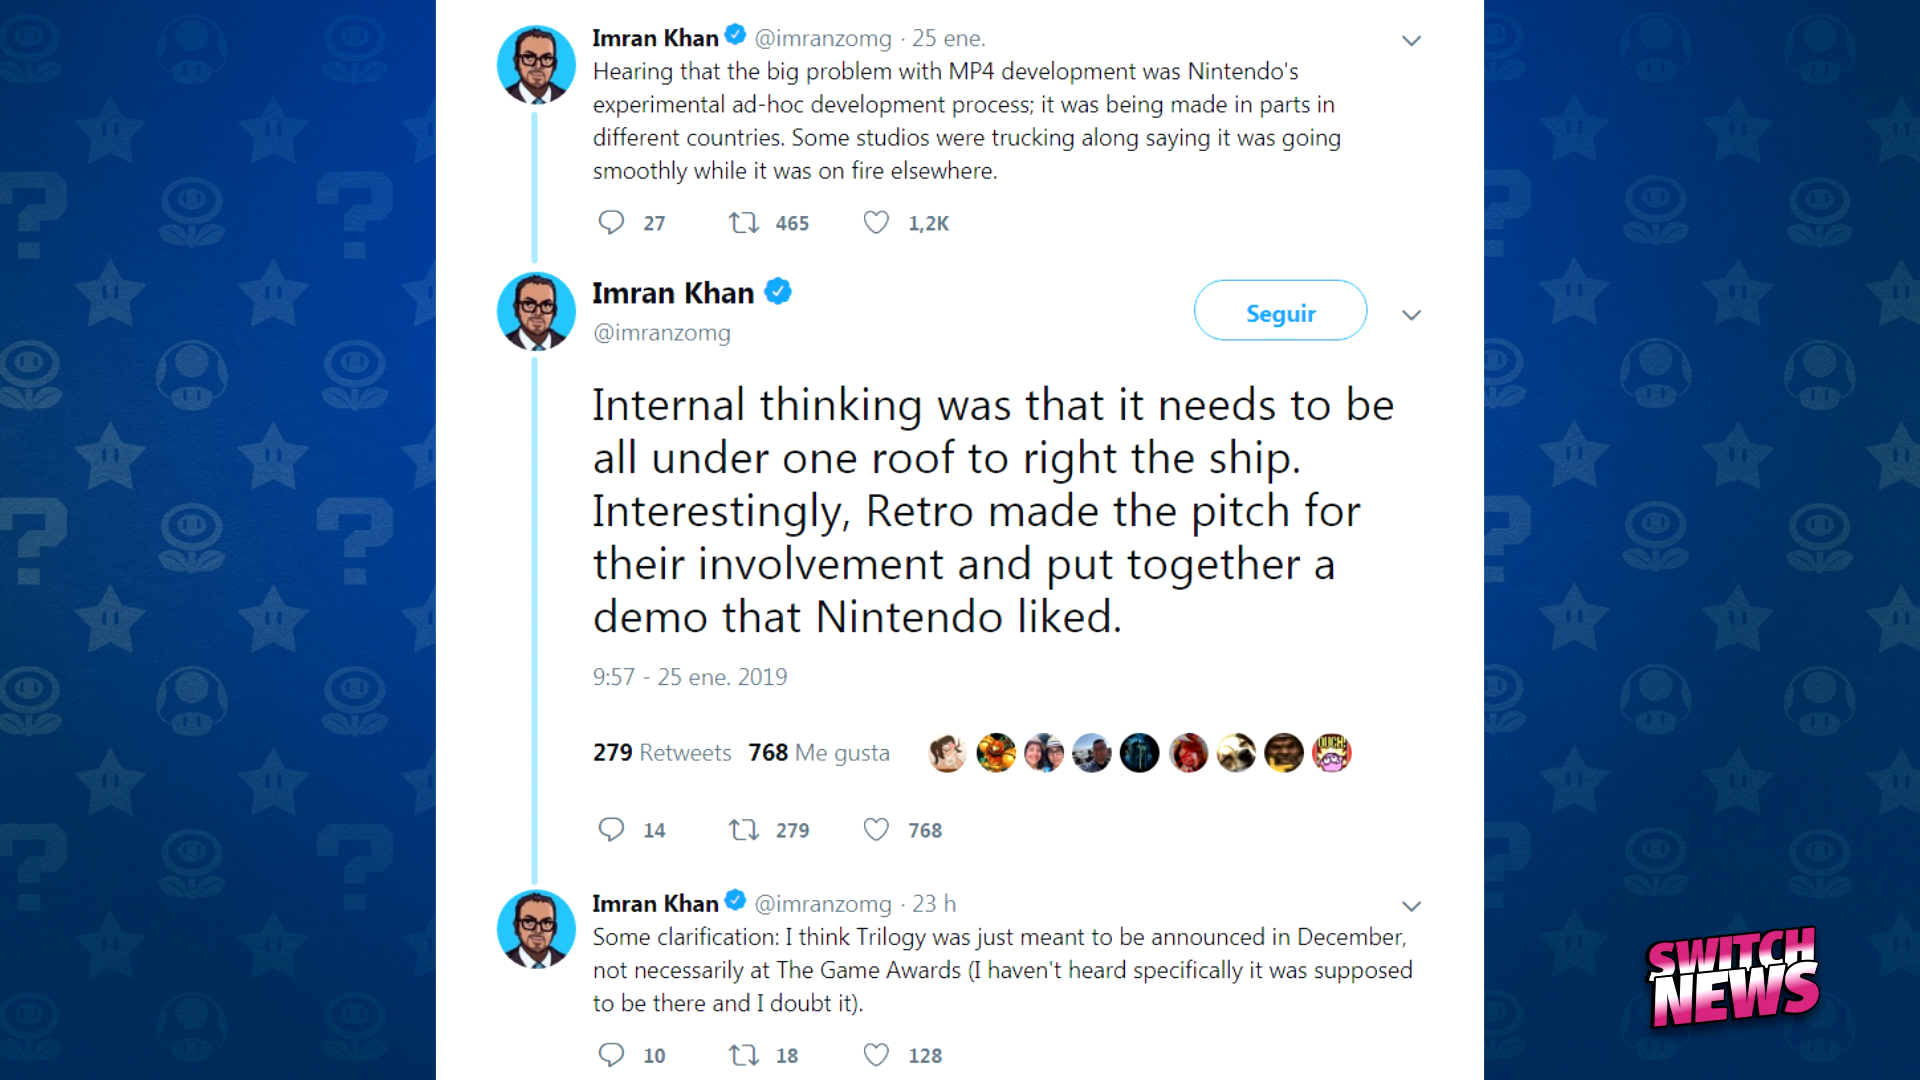 Imran Khan @imranzomg · 25 ene.
Hearing that the big problem with MP4 development was Nintendo's
experimental ad-hoc development process; it was being made in parts in
different countries. Some studios were trucking along saying it was going
smoothly while it was on fire elsewhere.
27 465 1,2K
Imran Khan
@imranzomg
Seguir
Internal thinking was that it needs to be
all under one roof to right the ship.
Interestingly, Retro made the pitch for
their involvement and put together a
demo that Nintendo liked.
9:57 - 25 ene. 2019
279 Retweets 768 Me gusta
OUCH!
14 279 768
Imran Khan @imranzomg · 23 h
Some clarification: I think Trilogy was just meant to be announced in December,
not necessarily at The Game Awards (I haven't heard specifically it was supposed
to be there and I doubt it).
10 18 128
SWITCH
NEWS